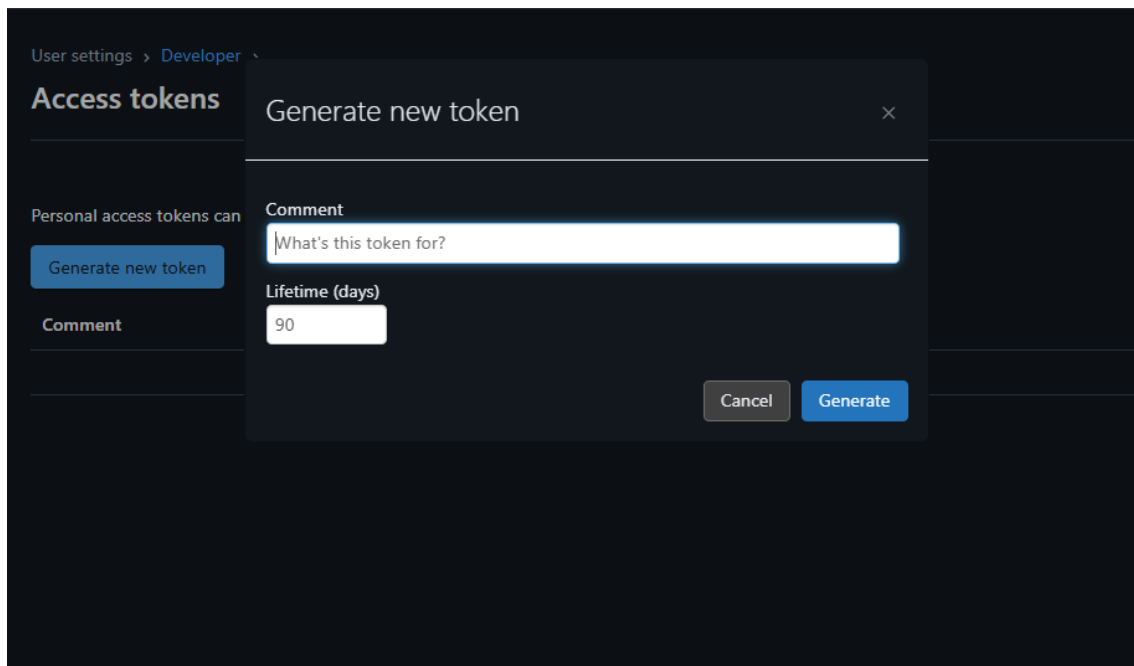 User settings › Developer ›
Access tokens
Generate new token
×
Personal access tokens can
Comment
What's this token for?
Generate new token
Lifetime (days)
90
Comment
Cancel
Generate